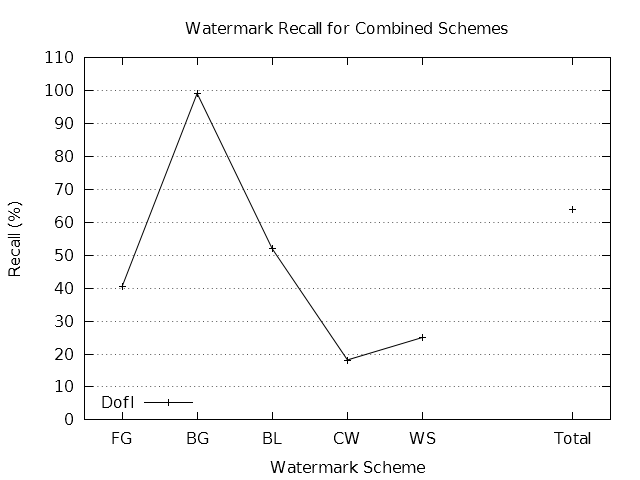 Watermark Recall for Combined Schemes
110
100
90
80
70
60
50
40
30
20
10
0
Recall (%)
Dofl
FG BG BL CW WS Total
Watermark Scheme